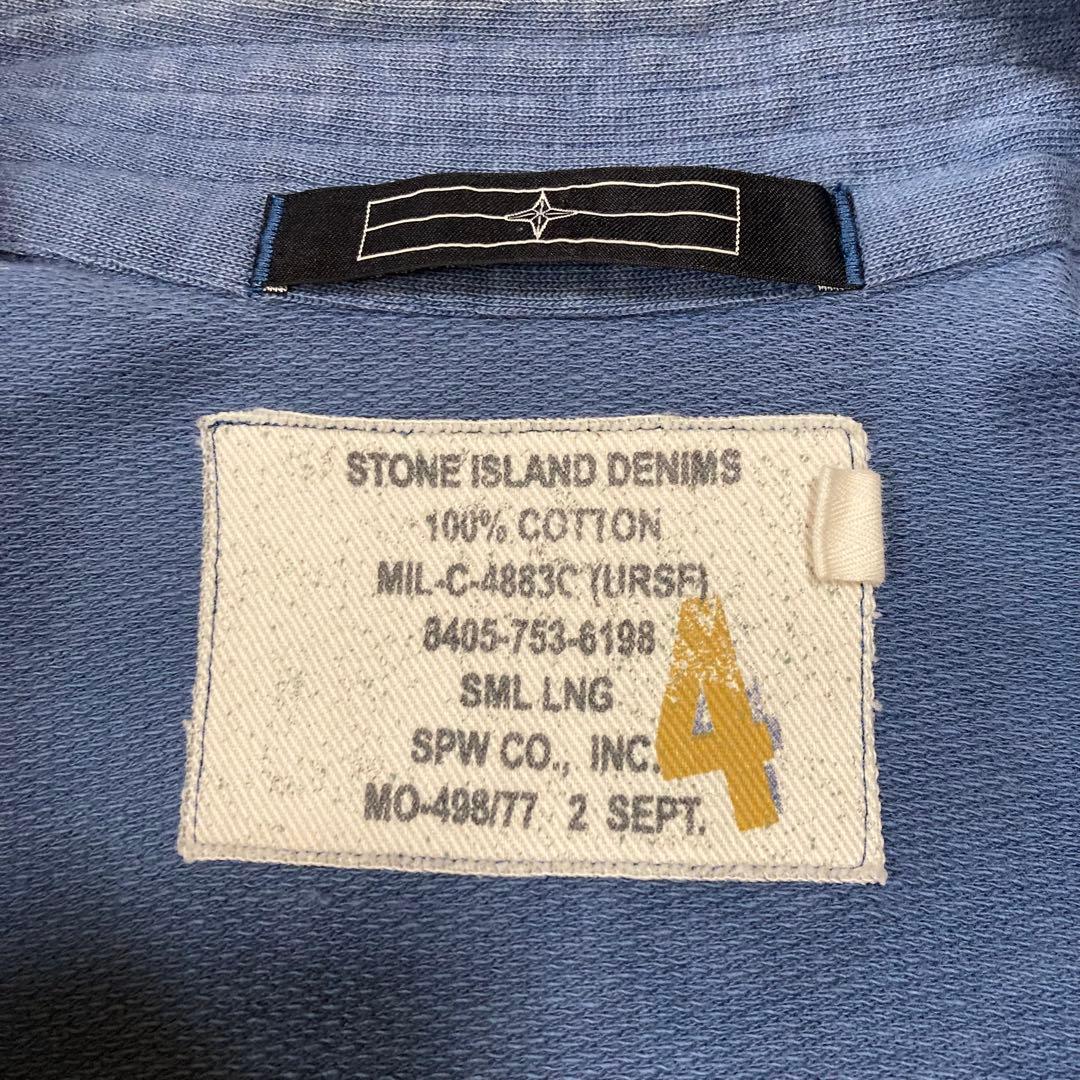 STONE ISLAND DENIMS
100% COTTON
MIL-C-4883C (URSF)
8405-753-6198
SML LNG
SPW CO., INC.
MO-498/77 2 SEPT.
4